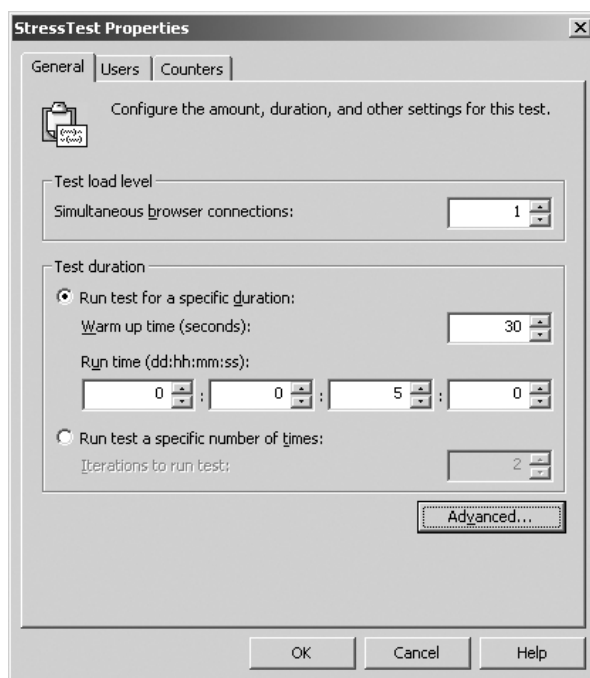 StressTest Properties
General Users Counters
Configure the amount, duration, and other settings for this test.
Test load level
Simultaneous browser connections: 1
Test duration
Run test for a specific duration:
Warm up time (seconds): 30
Run time (dd:hh:mm:ss):
0 : 0 : 5 : 0
Run test a specific number of times:
Iterations to run test: 2
Advanced...
OK Cancel Help